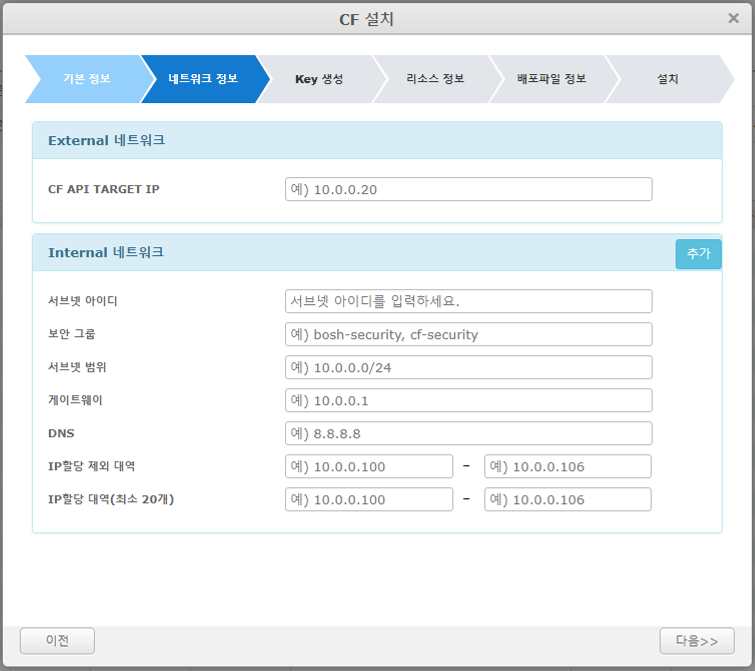 CF 설치
기본 정보
네트워크 정보
Key 생성
리소스 정보
배포파일 정보
설치
External 네트워크
CF API TARGET IP
예) 10.0.0.20
Internal 네트워크
추가
서브넷 아이디
서브넷 아이디를 입력하세요.
보안 그룹
예) bosh-security, cf-security
서브넷 범위
예) 10.0.0.0/24
게이트웨이
예) 10.0.0.1
DNS
예) 8.8.8.8
IP할당 제외 대역
예) 10.0.0.100 – 예) 10.0.0.106
IP할당 대역(최소 20개)
예) 10.0.0.100 – 예) 10.0.0.106
이전
다음>>